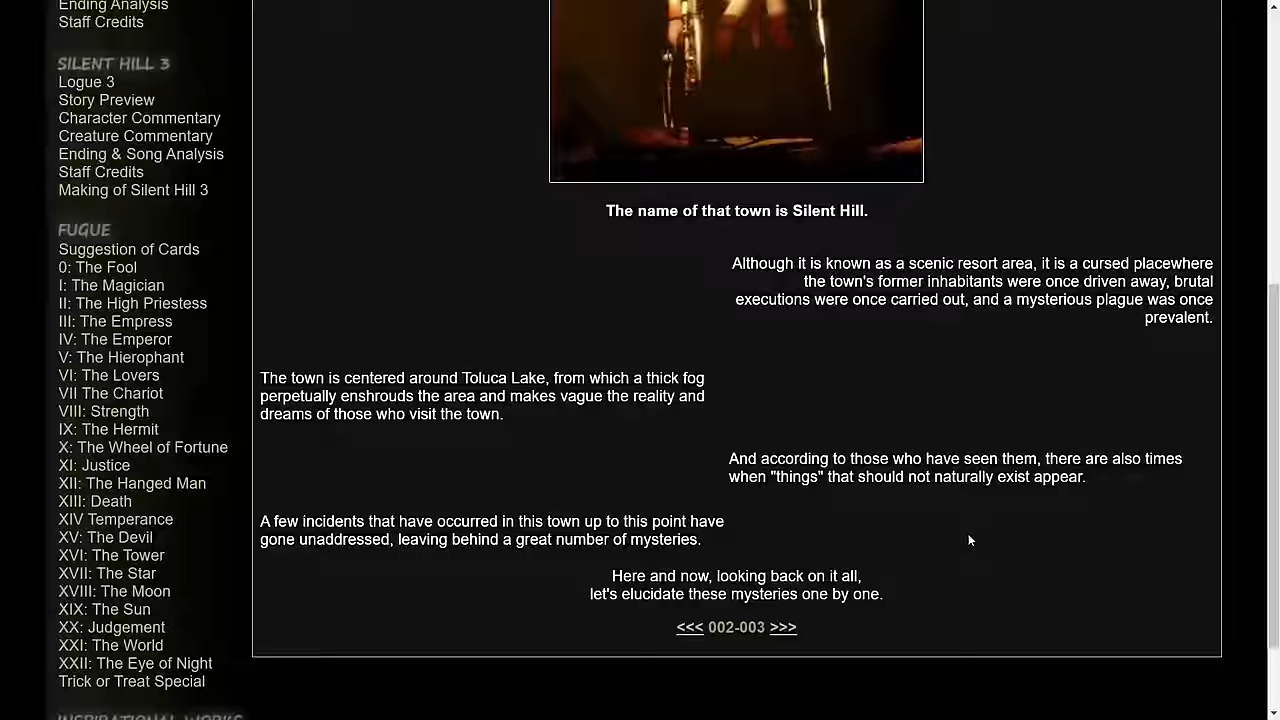 Ending Analysis
Staff Credits
SILENT HILL 3
Logue 3
Story Preview
Character Commentary
Creature Commentary
Ending & Song Analysis
Staff Credits
Making of Silent Hill 3
FUGUE
Suggestion of Cards
0: The Fool
I: The Magician
II: The High Priestess
III: The Empress
IV: The Emperor
V: The Hierophant
VI: The Lovers
VII The Chariot
VIII: Strength
IX: The Hermit
X: The Wheel of Fortune
XI: Justice
XII: The Hanged Man
XIII: Death
XIV Temperance
XV: The Devil
XVI: The Tower
XVII: The Star
XVIII: The Moon
XIX: The Sun
XX: Judgement
XXI: The World
XXII: The Eye of Night
Trick or Treat Special
INSPIRATIONAL WORKS
The name of that town is Silent Hill.
Although it is known as a scenic resort area, it is a cursed placewhere
the town's former inhabitants were once driven away, brutal
executions were once carried out, and a mysterious plague was once
prevalent.
The town is centered around Toluca Lake, from which a thick fog
perpetually enshrouds the area and makes vague the reality and
dreams of those who visit the town.
And according to those who have seen them, there are also times
when "things" that should not naturally exist appear.
A few incidents that have occurred in this town up to this point have
gone unaddressed, leaving behind a great number of mysteries.
Here and now, looking back on it all,
let's elucidate these mysteries one by one.
<<< 002-003 >>>